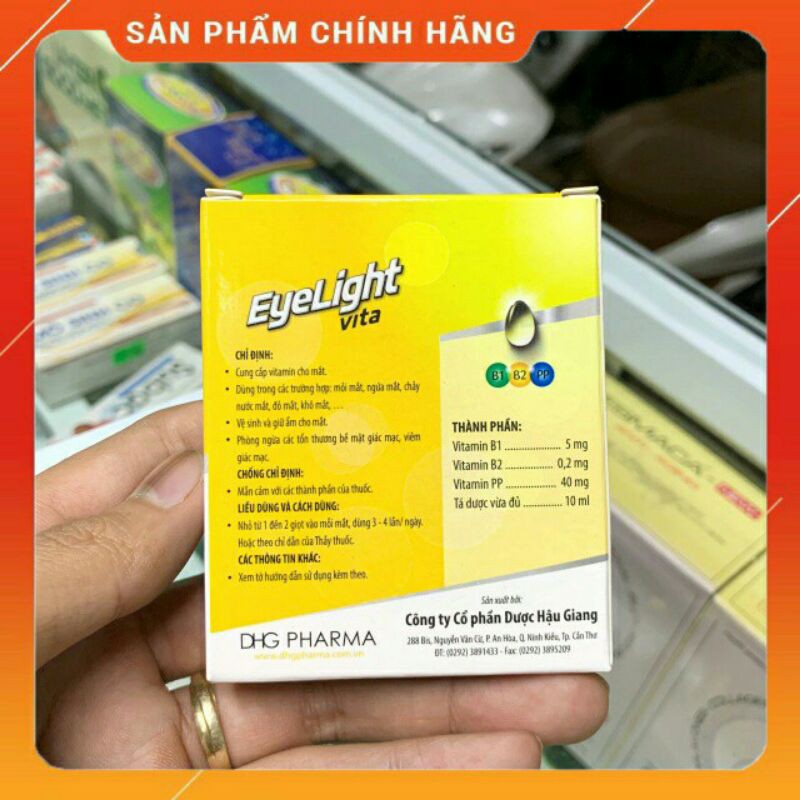 SẢN PHẨM CHÍNH HÃNG
EyeLight
vita
CHỈ ĐỊNH:
• Cung cấp vitamin cho mắt.
• Dùng trong các trường hợp: mỏi mắt, ngứa mắt, chảy
nước mắt, đỏ mắt, khô mắt, ...
• Vệ sinh và giữ ẩm cho mắt.
• Phòng ngừa các tổn thương bề mặt giác mạc, viêm
giác mạc.
CHỐNG CHỈ ĐỊNH:
• Mẫn cảm với các thành phần của thuốc.
LIỀU DÙNG VÀ CÁCH DÙNG:
• Nhỏ từ 1 đến 2 giọt vào mỗi mắt, dùng 3 - 4 lần/ ngày.
Hoặc theo chỉ dẫn của Thầy thuốc.
CÁC THÔNG TIN KHÁC:
• Xem tờ hướng dẫn sử dụng kèm theo.
B1 B2 PP
THÀNH PHẦN:
Vitamin B1 .................... 5 mg
Vitamin B2 ................. 0,2 mg
Vitamin PP .................. 40 mg
Tá dược vừa đủ .............. 10 ml
DHG PHARMA
www.dhgpharma.com.vn
Sản xuất bởi:
Công ty Cổ phần Dược Hậu Giang
288 Bis, Nguyễn Văn Cừ, P. An Hòa, Q. Ninh Kiều, Tp. Cần Thơ
ĐT: (0292) 3891433 - Fax: (0292) 3895209